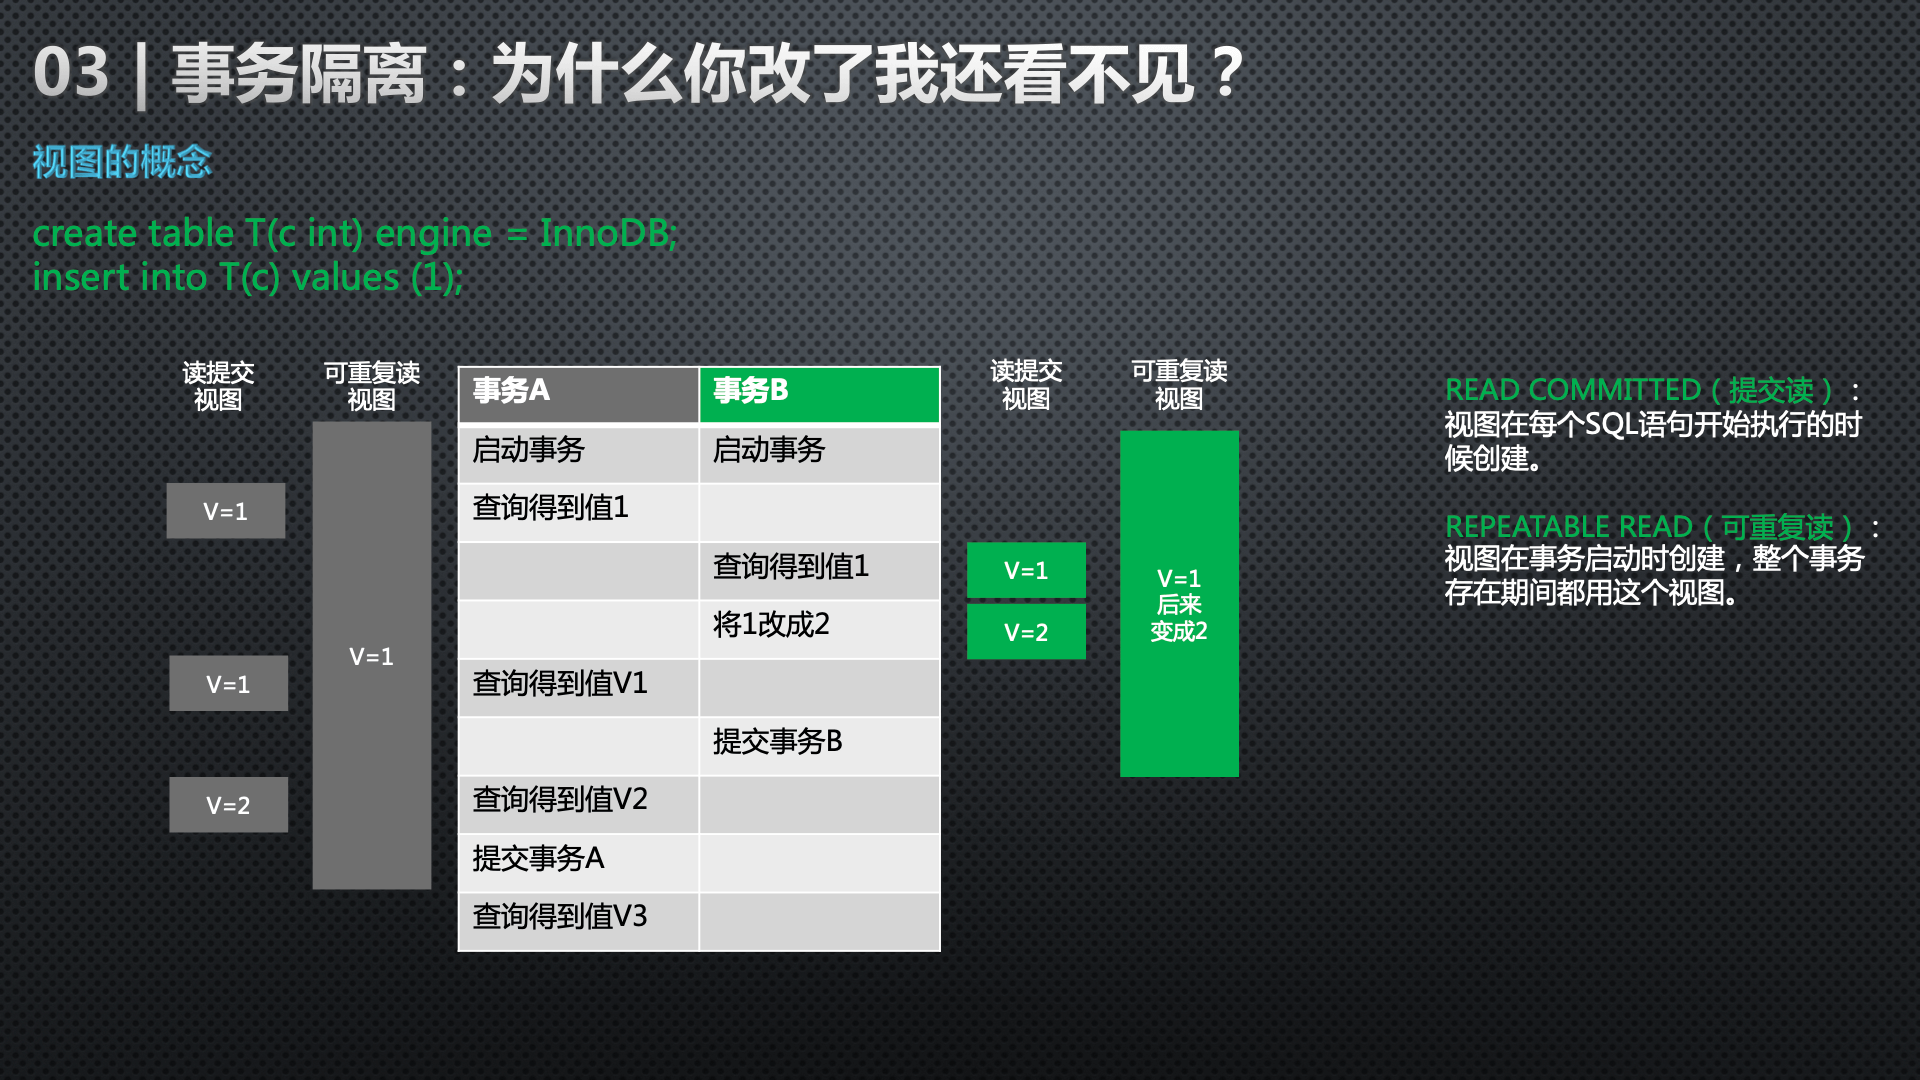 03 | 事务隔离：为什么你改了我还看不见？
视图的概念
create table T(c int) engine = InnoDB;
insert into T(c) values (1);
读提交
视图
可重复读
视图
V=1
V=1
V=2
V=1
事务A 事务B
启动事务 启动事务
查询得到值1
查询得到值1
将1改成2
查询得到值V1
提交事务B
查询得到值V2
提交事务A
查询得到值V3
读提交
视图
可重复读
视图
V=1
V=2
V=1
后来
变成2
READ COMMITTED（提交读）：
视图在每个SQL语句开始执行的时
候创建。
REPEATABLE READ（可重复读）：
视图在事务启动时创建，整个事务
存在期间都用这个视图。